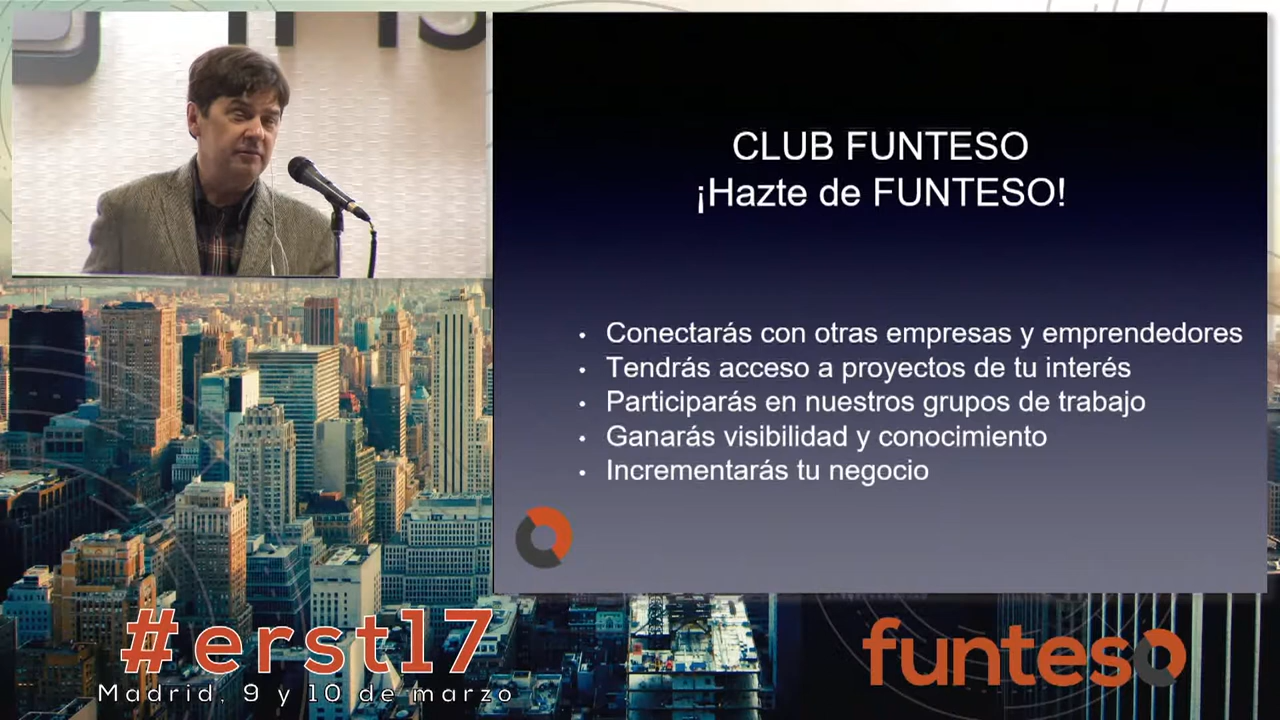 CLUB FUNTESO
¡Hazte de FUNTESO!
• Conectarás con otras empresas y emprendedores
• Tendrás acceso a proyectos de tu interés
• Participarás en nuestros grupos de trabajo
• Ganarás visibilidad y conocimiento
• Incrementarás tu negocio
#erst17
Madrid, 9 y 10 de marzo
funteso